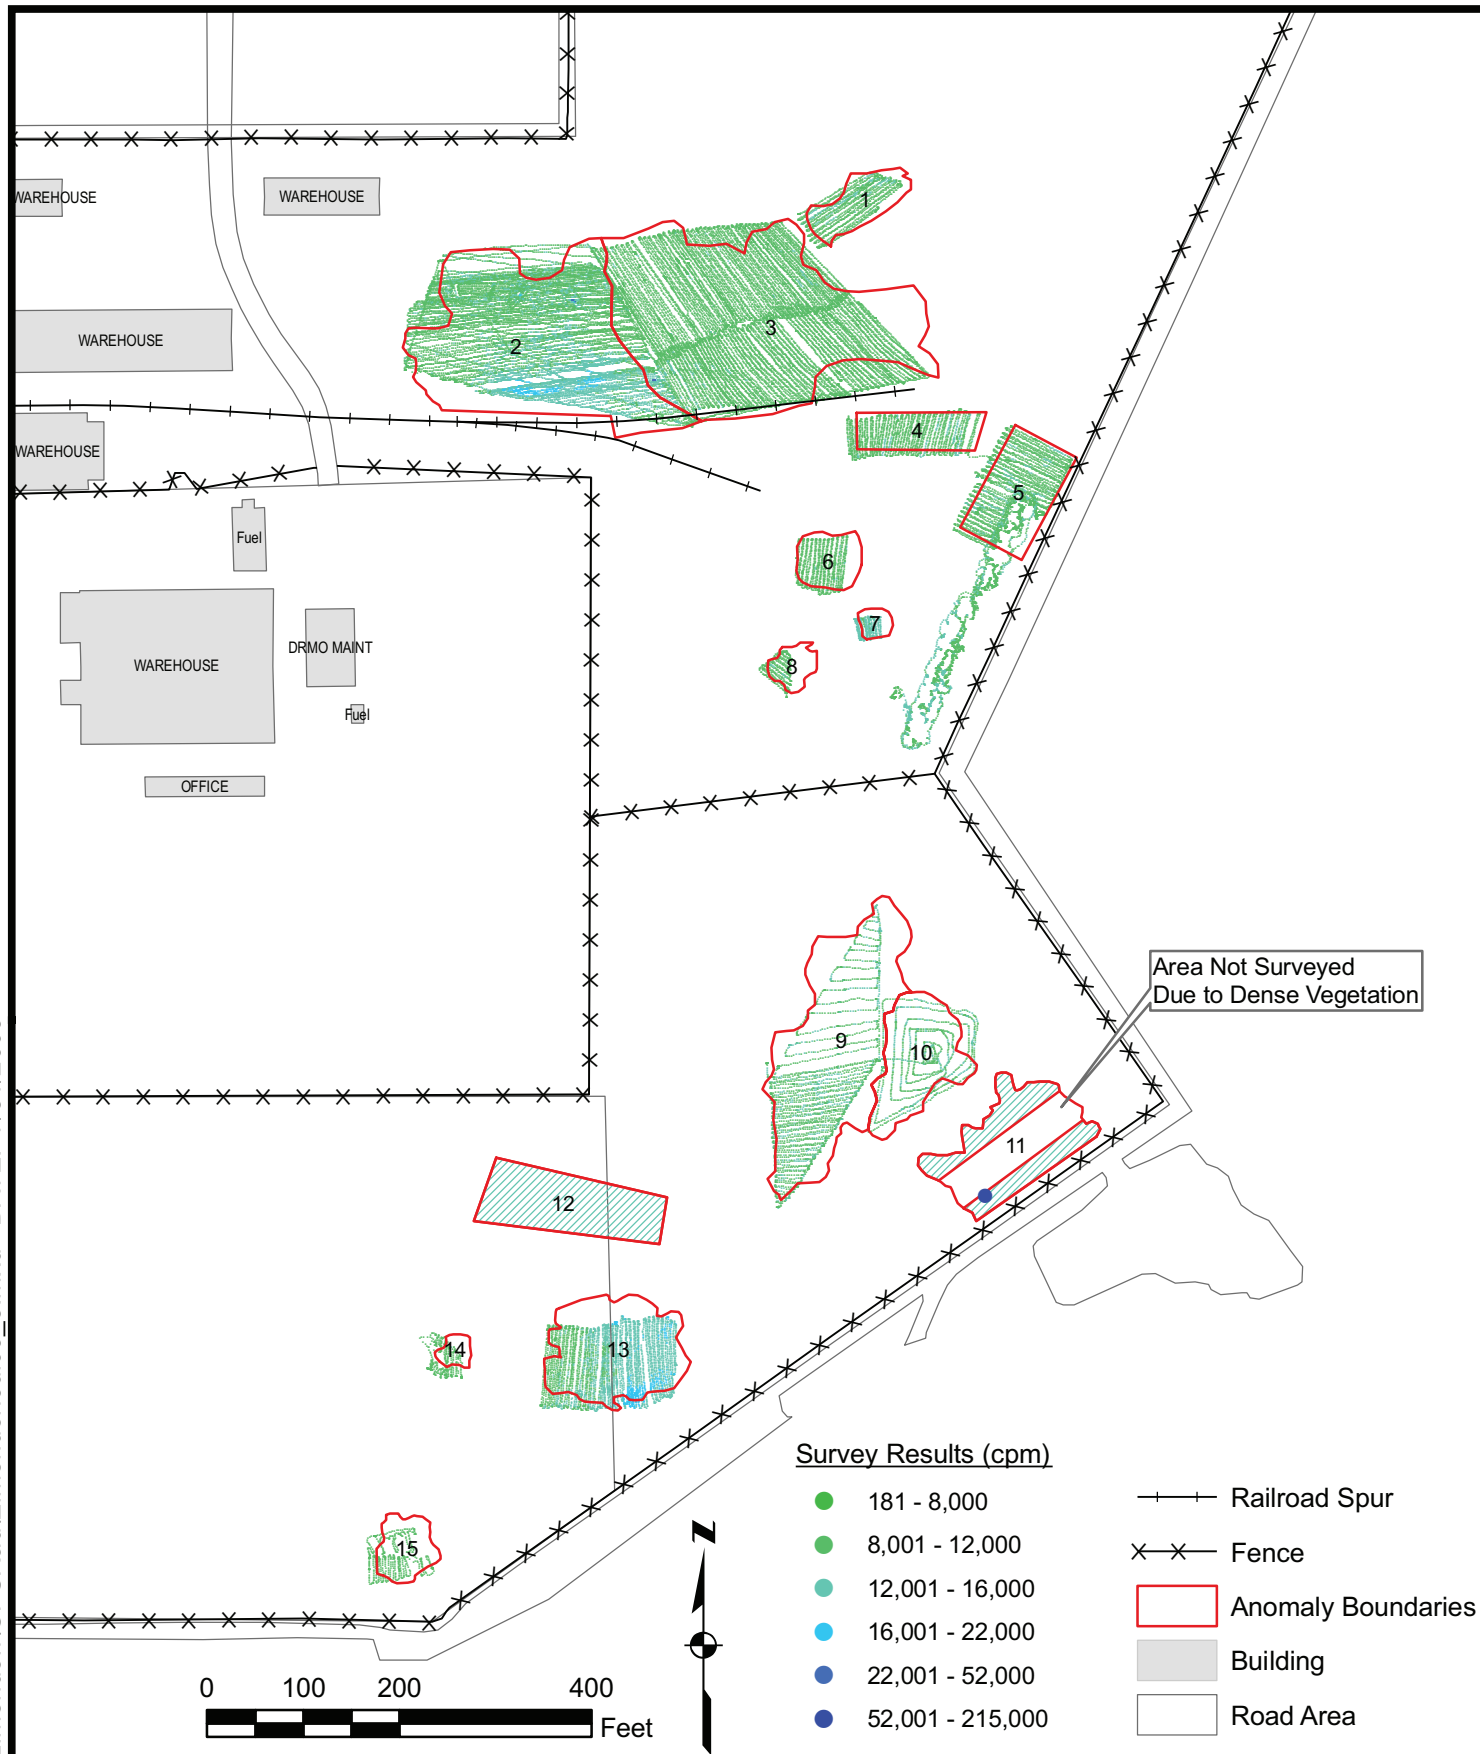 WAREHOUSE
WAREHOUSE
1
WAREHOUSE
2
3
WAREHOUSE
4
5
Fuel
6
7
DRMO MAINT
WAREHOUSE
8
Fuel
OFFICE
Area Not Surveyed
Due to Dense Vegetation
9
10
11
12
13
14
15
Survey Results (cpm)
181 - 8,000
8,001 - 12,000
12,001 - 16,000
16,001 - 22,000
22,001 - 52,000
52,001 - 215,000
Railroad Spur
Fence
Anomaly Boundaries
Building
Road Area
N
0 100 200 400
Feet